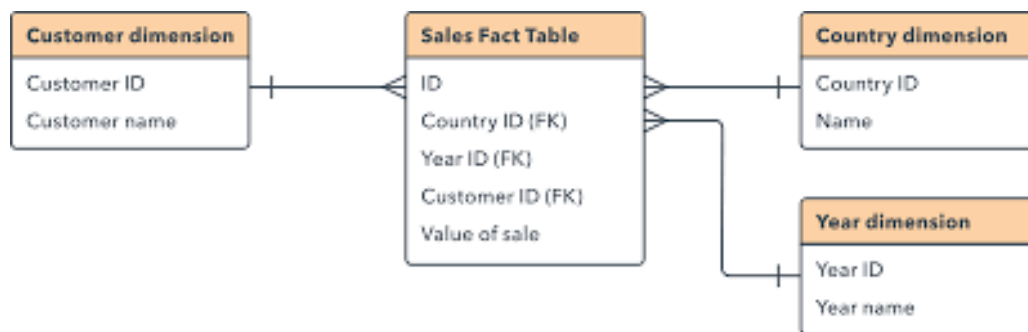 Customer dimension
Customer ID
Customer name
Sales Fact Table
ID
Country ID (FK)
Year ID (FK)
Customer ID (FK)
Value of sale
Country dimension
Country ID
Name
Year dimension
Year ID
Year name